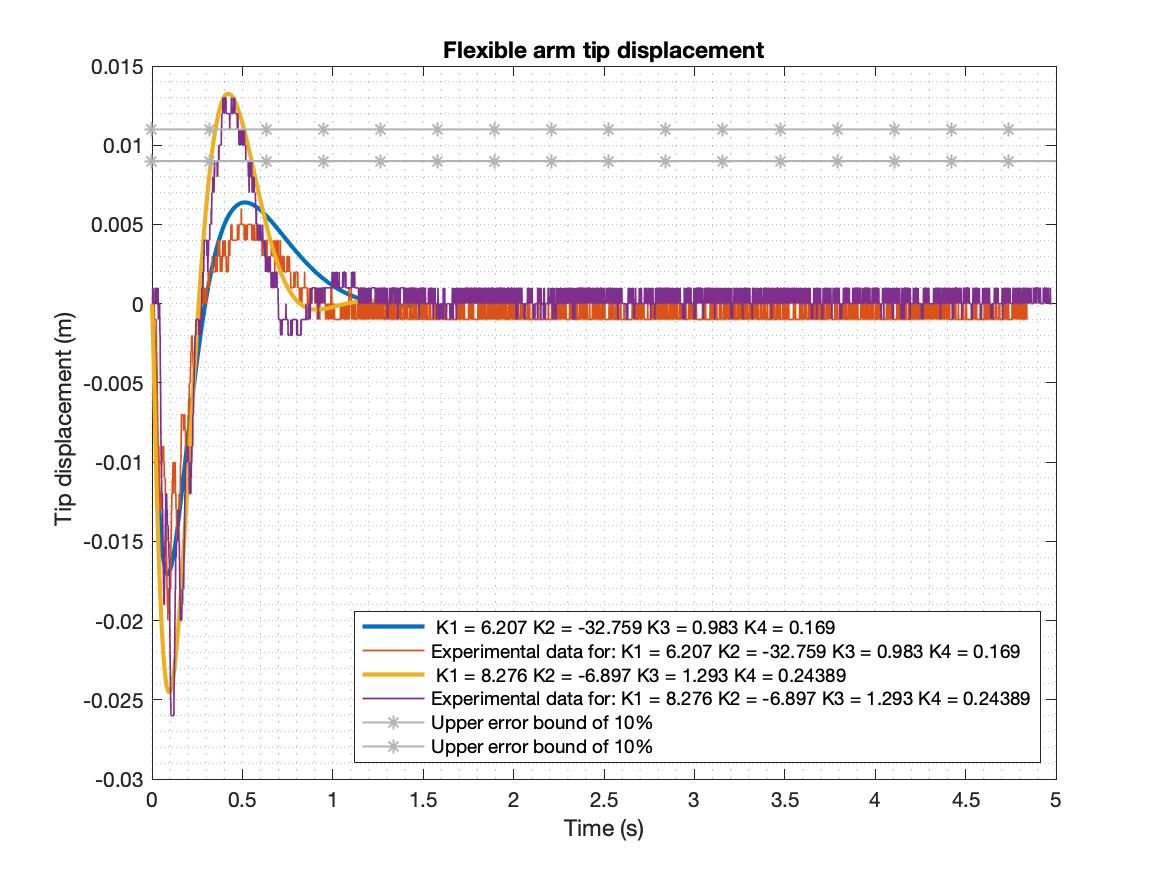 Flexible arm tip displacement
0.015
0.01
0.005
0
-0.005
-0.01
-0.015
-0.02
-0.025
-0.03
Tip displacement (m)
K1 = 6.207 K2 = -32.759 K3 = 0.983 K4 = 0.169
Experimental data for: K1 = 6.207 K2 = -32.759 K3 = 0.983 K4 = 0.169
K1 = 8.276 K2 = -6.897 K3 = 1.293 K4 = 0.24389
Experimental data for: K1 = 8.276 K2 = -6.897 K3 = 1.293 K4 = 0.24389
Upper error bound of 10%
Upper error bound of 10%
0 0.5 1 1.5 2 2.5 3 3.5 4 4.5 5
Time (s)